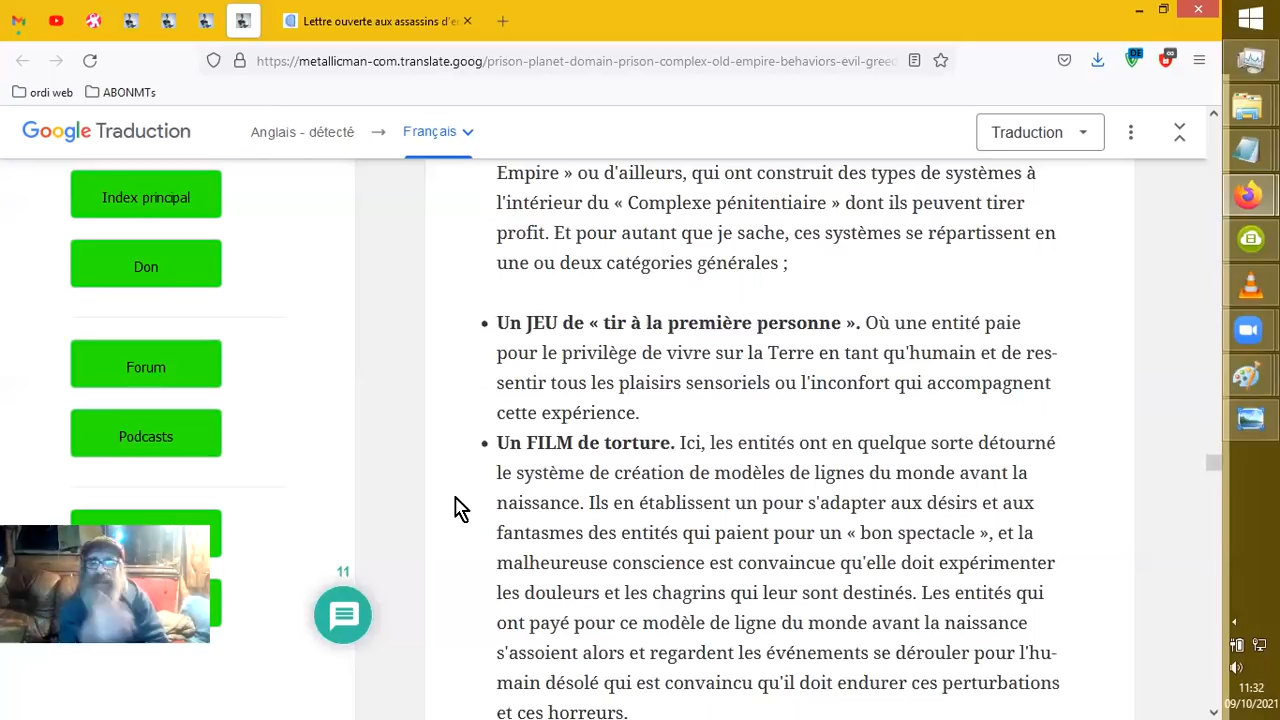 Lettre ouverte aux assassins d'e
https://metallicman-com.translate.goog/prison-planet-domain-prison-complex-old-empire-behaviors-evil-greed
DE
∞
ordi web
ABONMTs
Google Traduction
Anglais - détecté
Français
Traduction
Index principal
Don
Forum
Podcasts
11
Empire » ou d'ailleurs, qui ont construit des types de systèmes à
l'intérieur du « Complexe pénitentiaire » dont ils peuvent tirer
profit. Et pour autant que je sache, ces systèmes se répartissent en
une ou deux catégories générales ;
• Un JEU de « tir à la première personne ». Où une entité paie
pour le privilège de vivre sur la Terre en tant qu'humain et de res-
sentir tous les plaisirs sensoriels ou l'inconfort qui accompagnent
cette expérience.
• Un FILM de torture. Ici, les entités ont en quelque sorte détourné
le système de création de modèles de lignes du monde avant la
naissance. Ils en établissent un pour s'adapter aux désirs et aux
fantasmes des entités qui paient pour un « bon spectacle », et la
malheureuse conscience est convaincue qu'elle doit expérimenter
les douleurs et les chagrins qui leur sont destinés. Les entités qui
ont payé pour ce modèle de ligne du monde avant la naissance
s'assoient alors et regardent les événements se dérouler pour l'hu-
main désolé qui est convaincu qu'il doit endurer ces perturbations
et ces horreurs.
11:32
09/10/2021